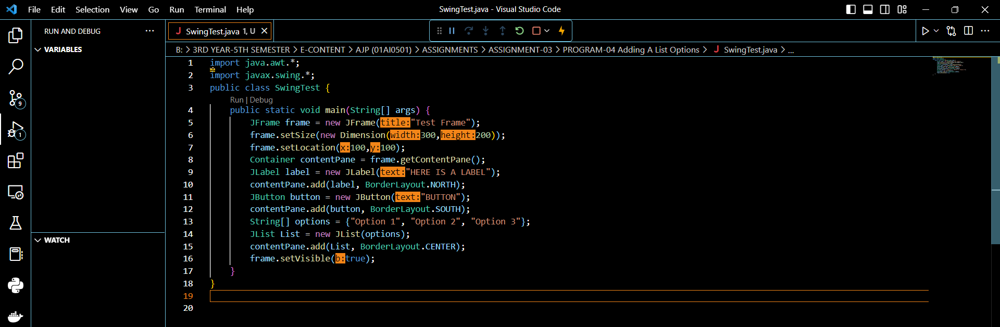 File Edit Selection View Go Run Terminal Help
SwingTest.java - Visual Studio Code
RUN AND DEBUG ...
VARIABLES
WATCH
9
1
J SwingTest.java 1, U
B: > 3RD YEAR-5TH SEMESTER > E-CONTENT > AJP (01AI0501) > ASSIGNMENTS > ASSIGNMENT-03 > PROGRAM-04 Adding A List Options > J SwingTest.java > ...
1 import java.awt.*;
2 import javax.swing.*;
3 public class SwingTest {
Run | Debug
4 public static void main(String[] args) {
5 JFrame frame = new JFrame(title:"Test Frame");
6 frame.setSize(new Dimension(width:300,height:200));
7 frame.setLocation(x:100,y:100);
8 Container contentPane = frame.getContentPane();
9 JLabel label = new JLabel(text:"HERE IS A LABEL");
10 contentPane.add(label, BorderLayout.NORTH);
11 JButton button = new JButton(text:"BUTTON");
12 contentPane.add(button, BorderLayout.SOUTH);
13 String[] options = {"Option 1", "Option 2", "Option 3"};
14 JList List = new JList(options);
15 contentPane.add(List, BorderLayout.CENTER);
16 frame.setVisible(b:true);
17 }
18 }
19
20